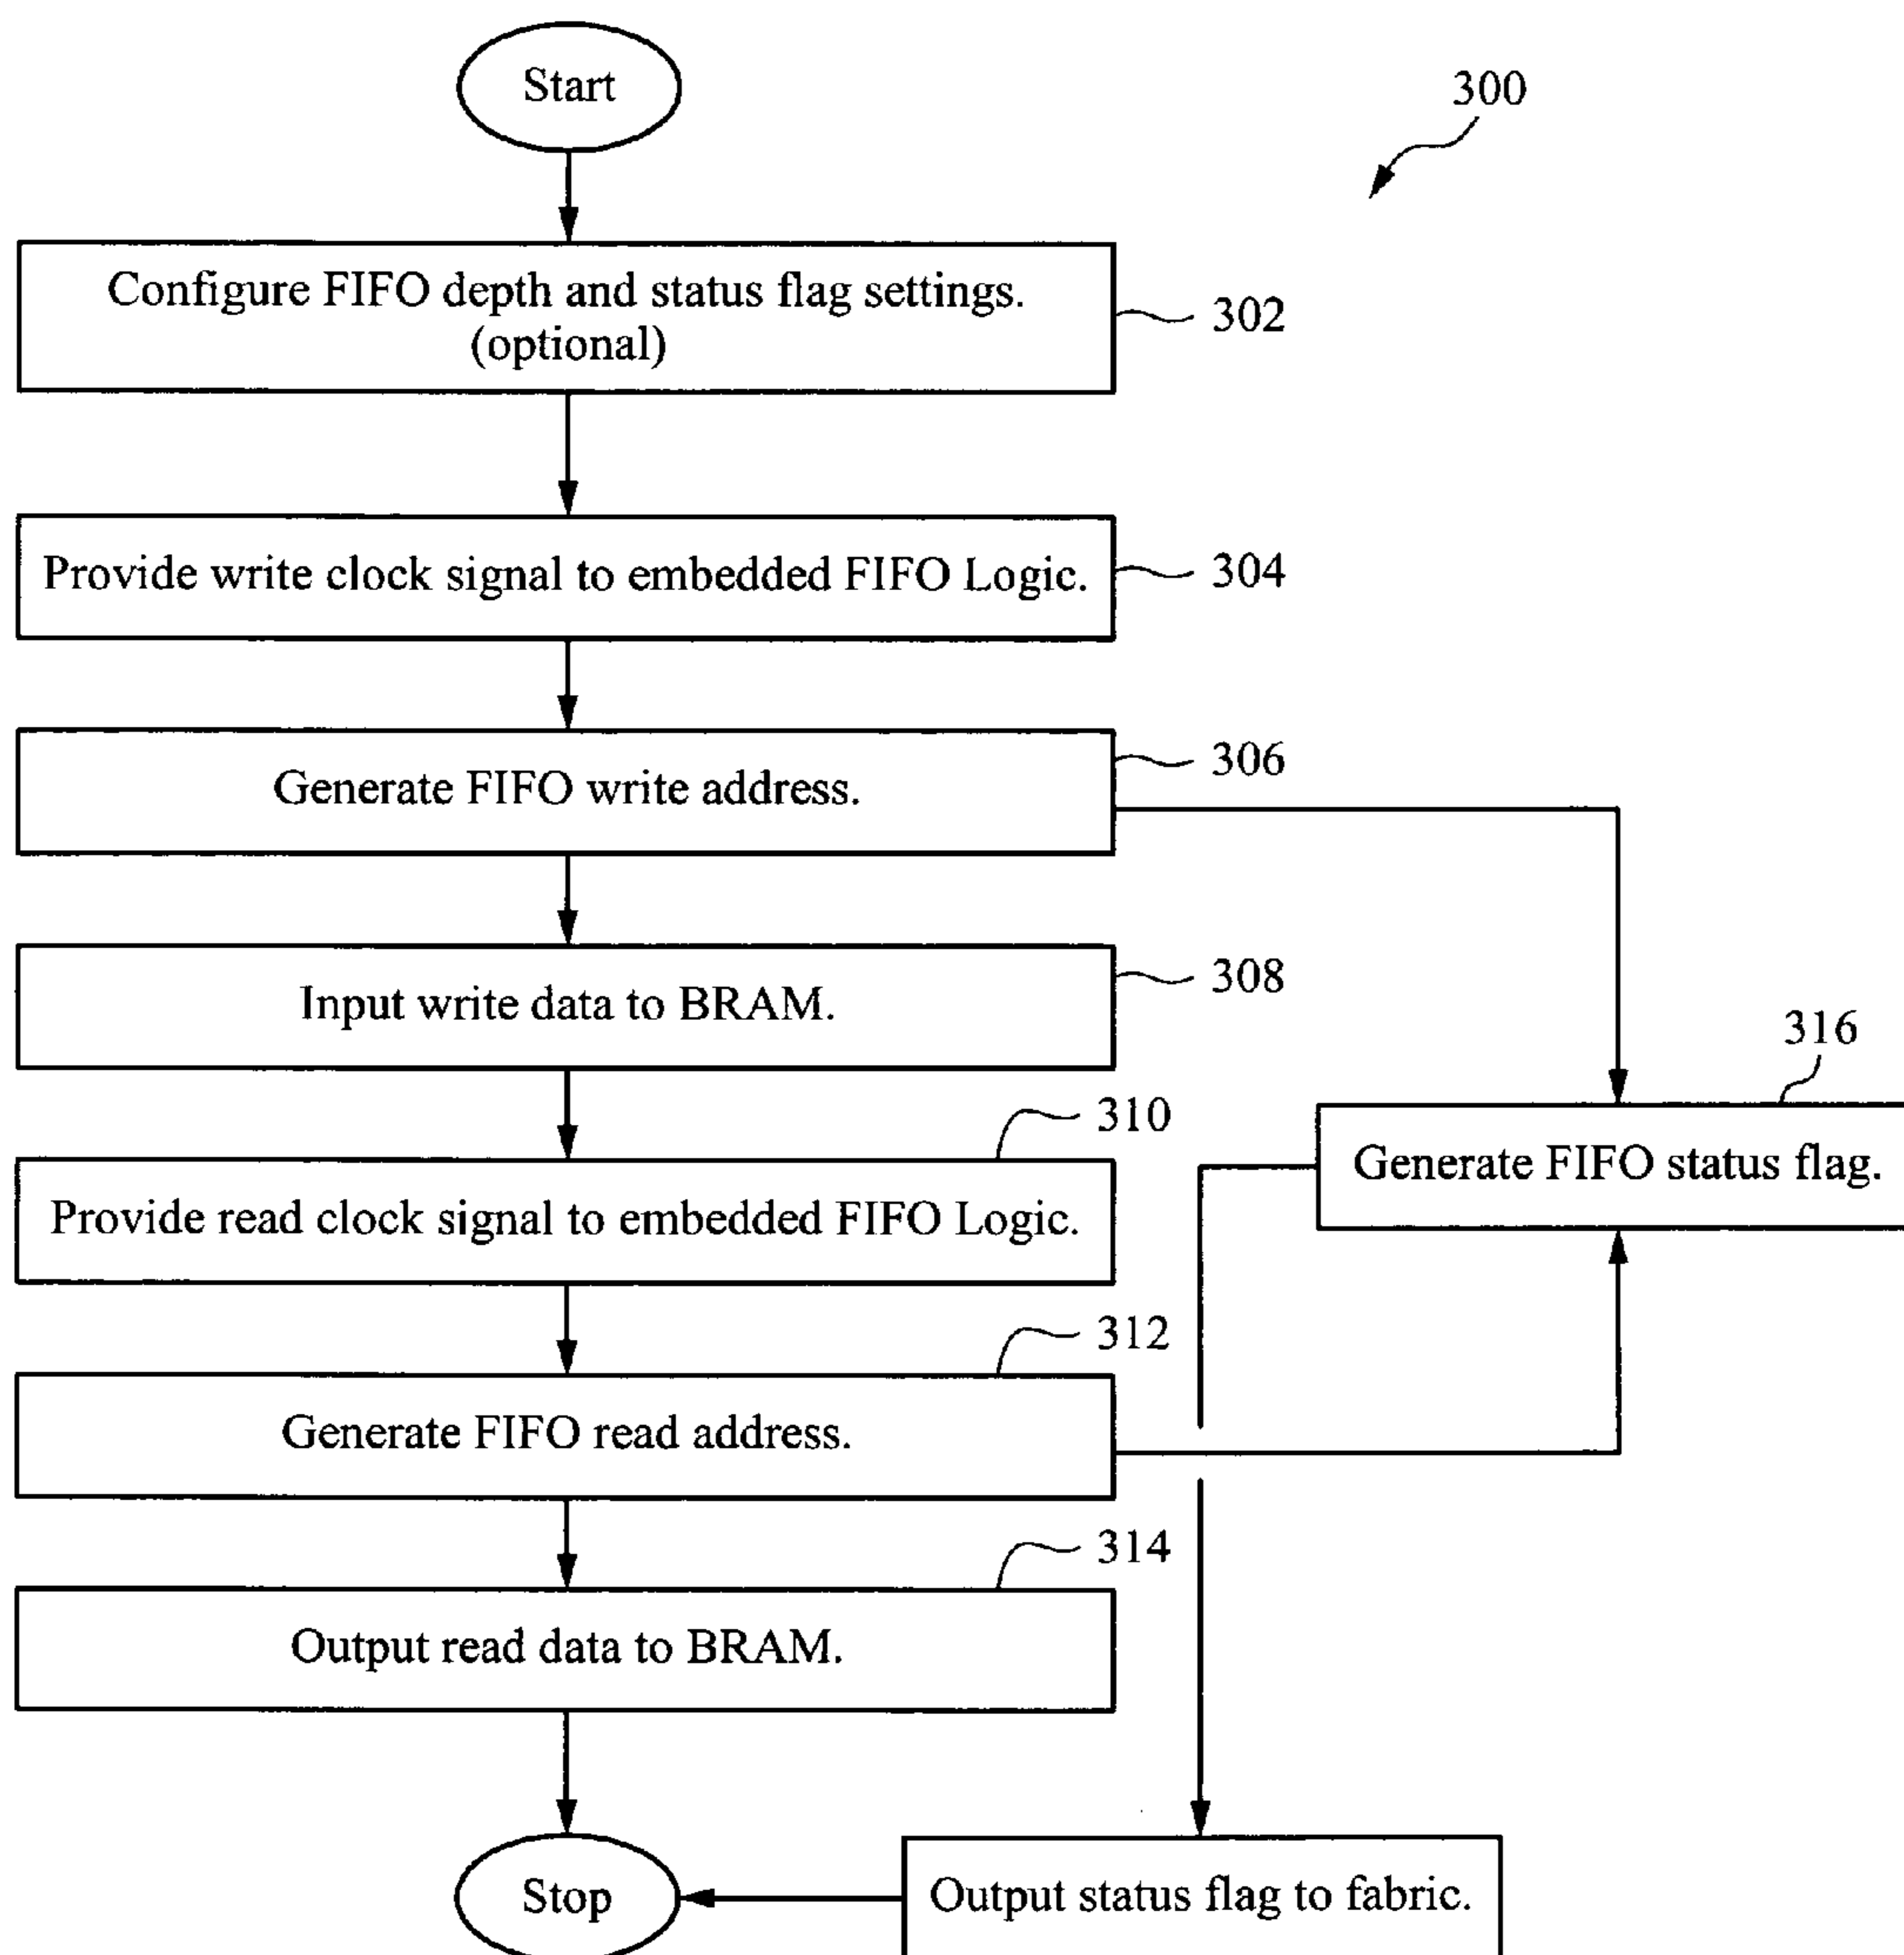 Start
300
Configure FIFO depth and status flag settings.
(optional)
302
Provide write clock signal to embedded FIFO Logic.
304
306
Generate FIFO write address.
308
Input write data to BRAM.
316
310
Generate FIFO status flag.
Provide read clock signal to embedded FIFO Logic.
312
Generate FIFO read address.
314
Output read data to BRAM.
Stop
Output status flag to fabric.